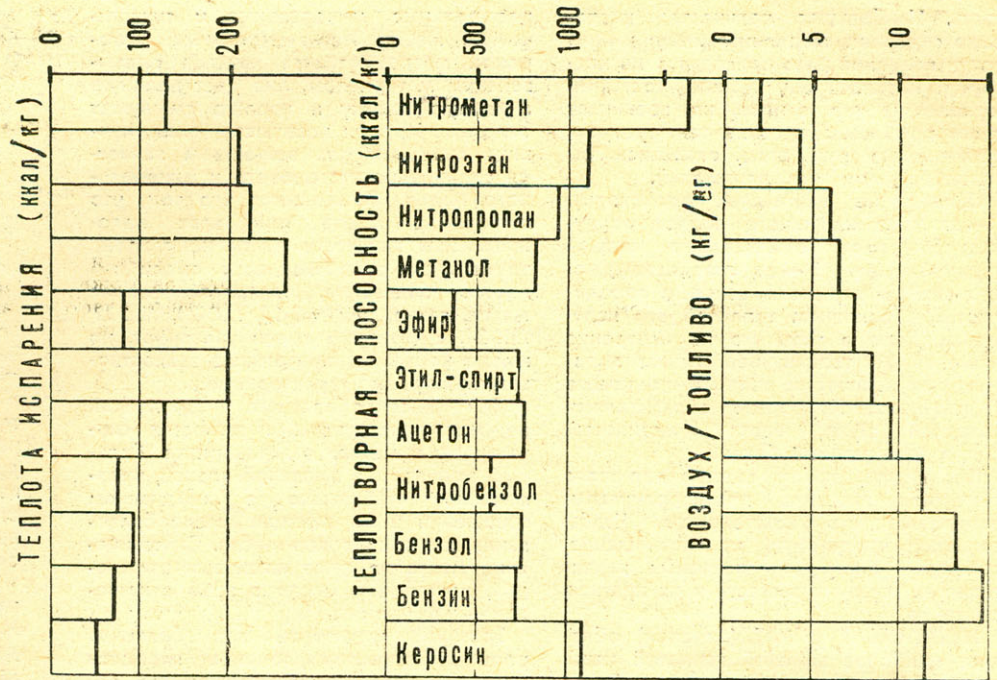 0 100 200
0 500 1000
0 5 10
ТЕПЛОТА ИСПАРЕНИЯ (ккал/кг)
ТЕПЛОТВОРНАЯ СПОСОБНОСТЬ (ккал/кг)
ВОЗДУХ/ТОПЛИВО (кг/кг)
Нитрометан
Нитроэтан
Нитропропан
Метанол
Эфир
Этил-спирт
Ацетон
Нитробензол
Бензол
Бензин
Керосин